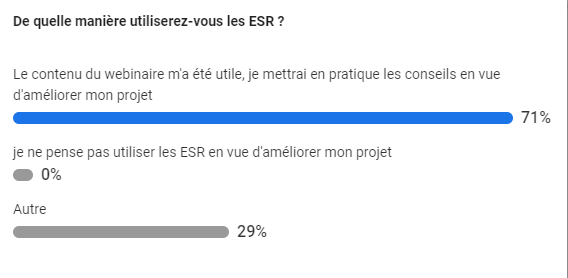 De quelle manière utiliserez-vous les ESR ?
Le contenu du webinaire m'a été utile, je mettrai en pratique les conseils en vue
d'améliorer mon projet
71%
je ne pense pas utiliser les ESR en vue d'améliorer mon projet
0%
Autre
29%